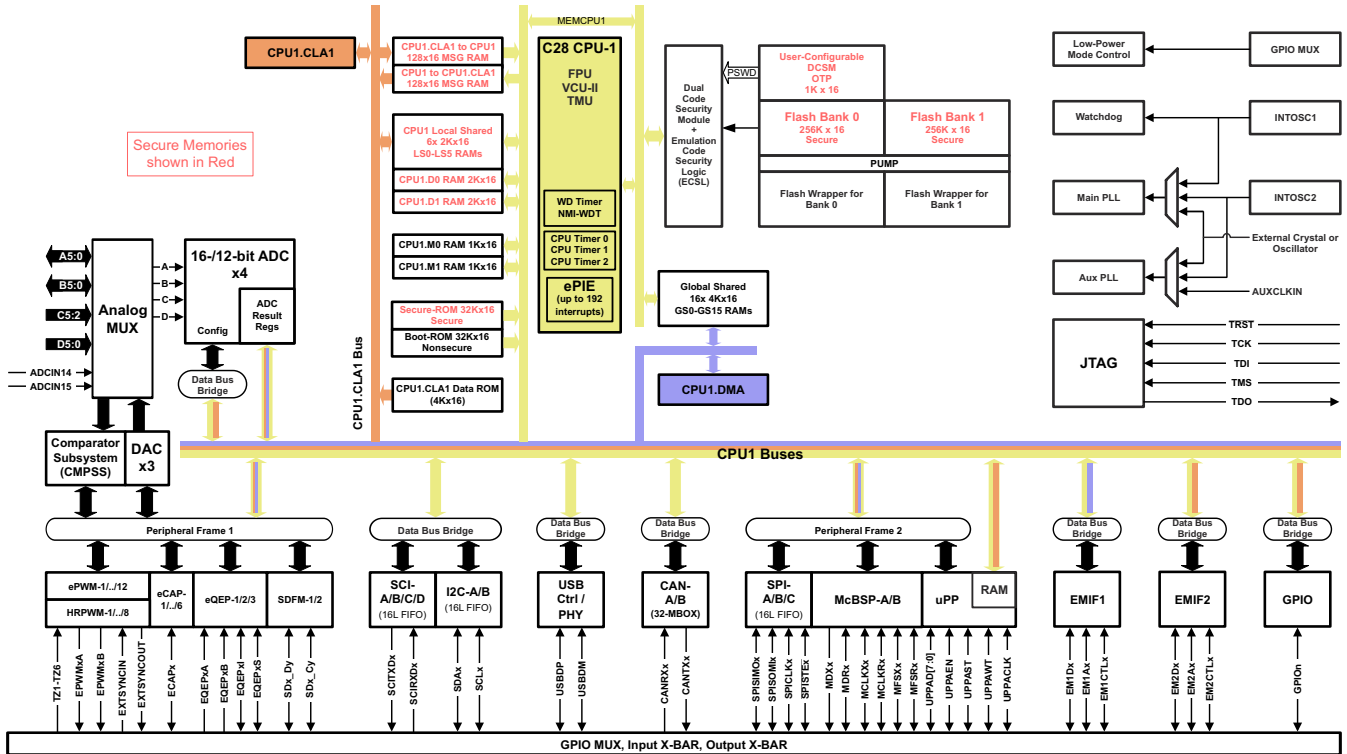 MEMCPU1
CPU1.CLA1
CPU1.CLA1 to CPU1
128x16 MSG RAM
CPU1 to CPU1.CLA1
128x16 MSG RAM
CPU1 Local Shared
6x 2Kx16
LS0-LS5 RAMs
CPU1.D0 RAM 2Kx16
CPU1.D1 RAM 2Kx16
CPU1.M0 RAM 1Kx16
CPU1.M1 RAM 1Kx16
Secure-ROM 32Kx16
Secure
Boot-ROM 32Kx16
Nonsecure
CPU1.CLA1 Data ROM
(4Kx16)
CPU1.CLA1 Bus
Secure Memories
shown in Red
C28 CPU-1
FPU
VCU-II
TMU
WD Timer
NMI-WDT
CPU Timer 0
CPU Timer 1
CPU Timer 2
ePIE
(up to 192
interrupts)
Dual
Code
Security
Module
+
Emulation
Code
Security
Logic
(ECSL)
PSWD
User-Configurable
DCSM
OTP
1K x 16
Flash Bank 0
256K x 16
Secure
Flash Bank 1
256K x 16
Secure
PUMP
Flash Wrapper for
Bank 0
Flash Wrapper for
Bank 1
Global Shared
16x 4Kx16
GS0-GS15 RAMs
CPU1.DMA
Low-Power
Mode Control
GPIO MUX
Watchdog
INTOSC1
Main PLL
INTOSC2
External Crystal or
Oscillator
Aux PLL
AUXCLKIN
JTAG
TRST
TCK
TDI
TMS
TDO
A5:0
B5:0
C5:2
D5:0
ADCIN14
ADCIN15
Analog
MUX
A
B
C
D
16-/12-bit ADC
x4
Config
ADC
Result
Regs
Data Bus
Bridge
Comparator
Subsystem
(CMPSS)
DAC
x3
CPU1 Buses
Peripheral Frame 1
Data Bus Bridge
Data Bus
Bridge
Data Bus
Bridge
Peripheral Frame 2
Data Bus
Bridge
Data Bus
Bridge
Data Bus
Bridge
ePWM-1/../12
HRPWM-1/../8
eCAP-
1/../6
eQEP-1/2/3
SDFM-1/2
SCI-
A/B/C/D
(16L FIFO)
I2C-A/B
(16L FIFO)
USB
Ctrl /
PHY
CAN-
A/B
(32-MBOX)
SPI-
A/B/C
(16L FIFO)
McBSP-A/B
uPP
RAM
EMIF1
EMIF2
GPIO
TZ1-TZ6
EPWMxA
EPWMxB
EXTSYNCIN
EXTSYNCOUT
ECAPx
EQEPxA
EQEPxB
EQEPxI
EQEPxS
SDx_Dy
SDx_Cy
SCITXDx
SCIRXDx
SDAx
SCLx
USBDP
USBDM
CANRXx
CANTXx
SPISIMOx
SPISOMIx
SPICLKx
SPISTEx
MDXx
MDRx
MCLKXx
MCLKRx
MFSXx
MFSRx
UPPAD[7:0]
UPPAEN
UPPAST
UPPAWT
UPPACLK
EM1Dx
EM1Ax
EM1CTLx
EM2Dx
EM2Ax
EM2CTLx
GPIOn
GPIO MUX, Input X-BAR, Output X-BAR